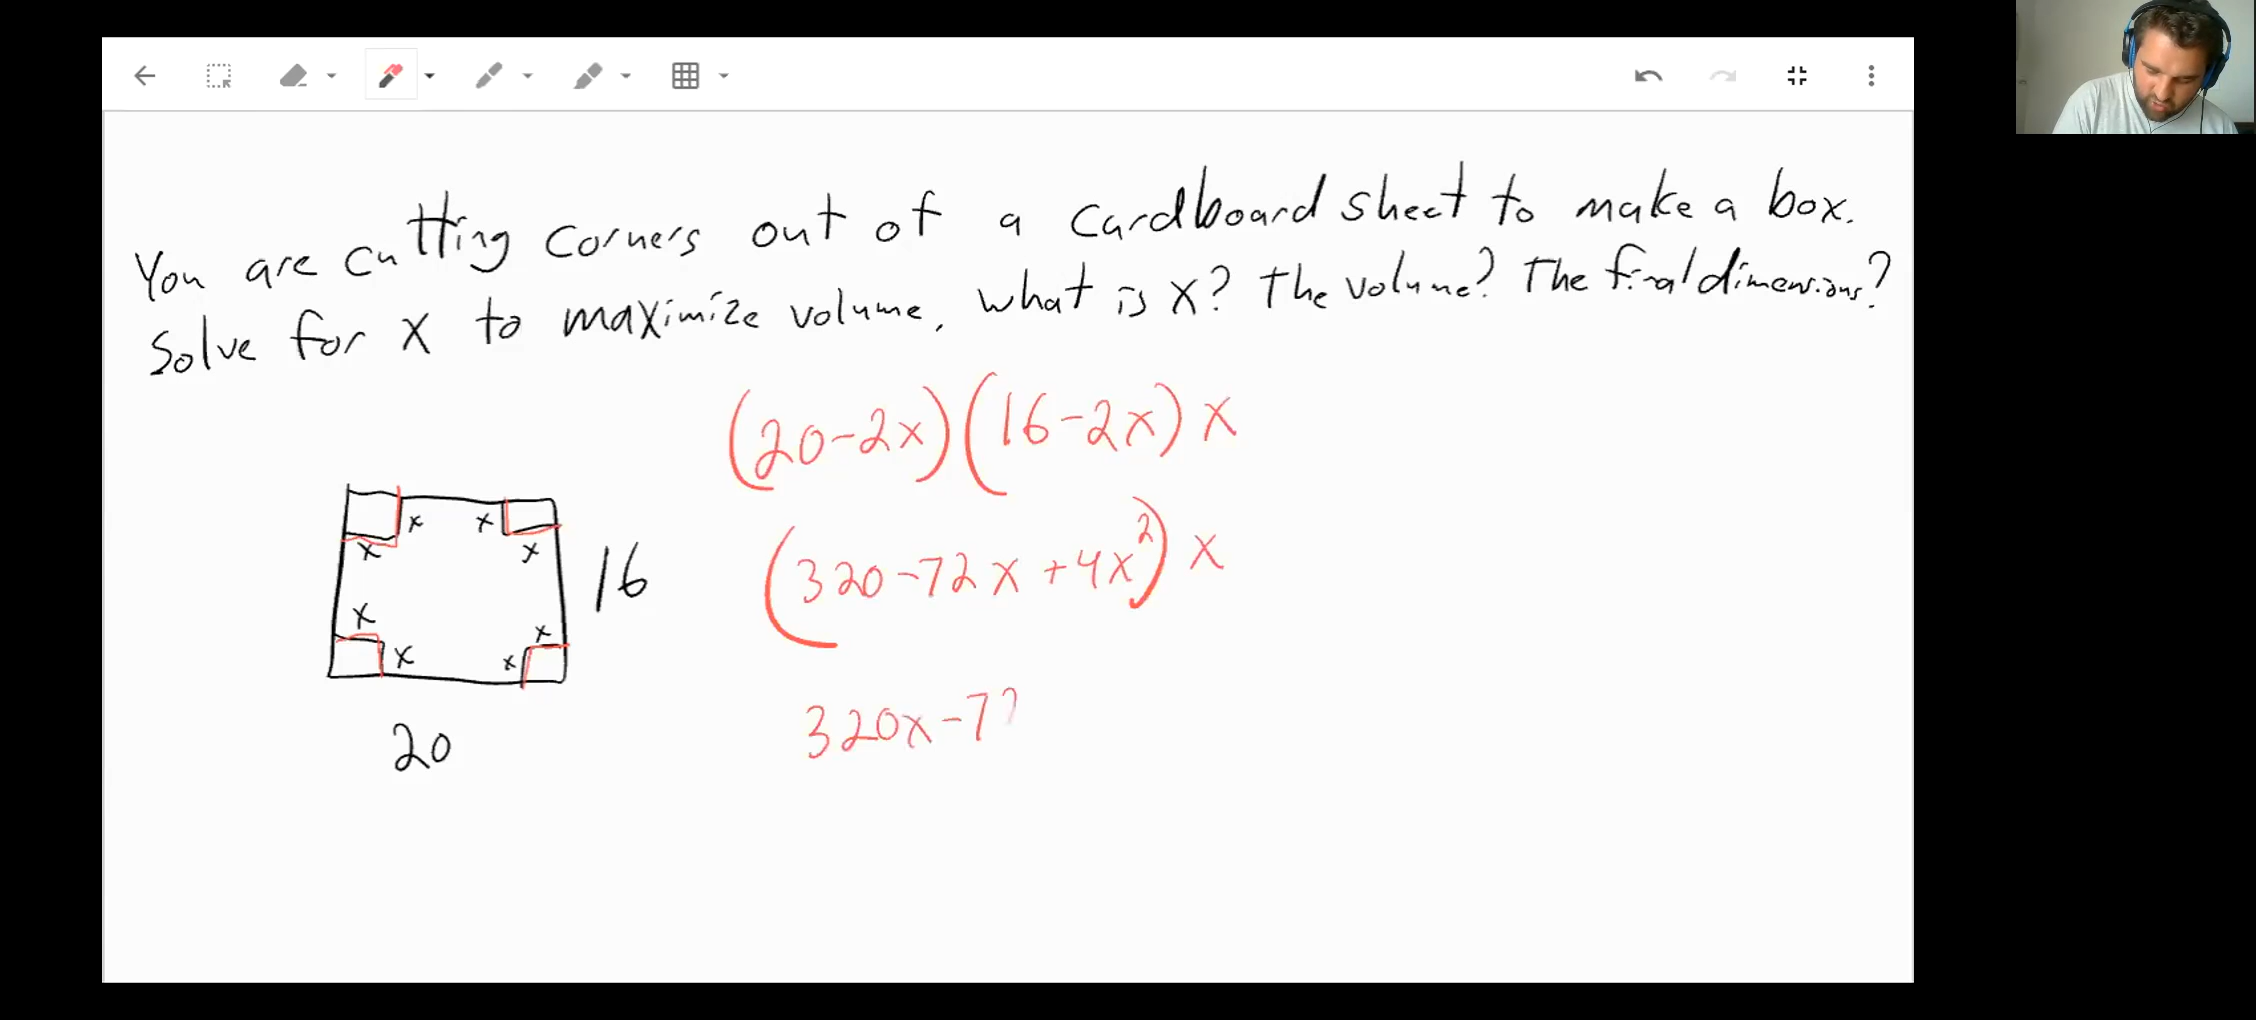 You are cutting corners out of a cardboard sheet to make a box.
Solve for x to maximize volume, what is x? The volume? The final dimensions?
(20-2x)(16-2x)x
(320-72x+4x²)x
320x-72
x x x x
x x x x
16
20